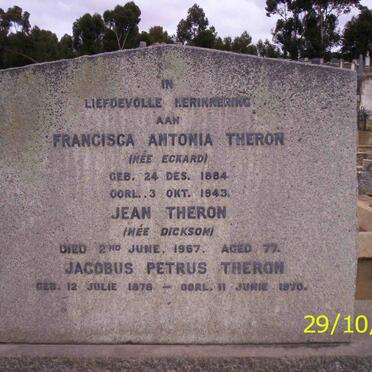 IN
LIEFDEVOLLE HERINNERING
AAN
FRANCISCA ANTONIA THERON
(NÉE ECKARD)
GEB. 24 DES. 1884
OORL. 3 OKT. 1943.
JEAN THERON
(NÉE DICKSON)
DIED 2ND JUNE, 1967. AGED 77.
JACOBUS PETRUS THERON
GEB. 12 JULIE 1878 – OORL. 11 JUNIE 1970.
29/10/